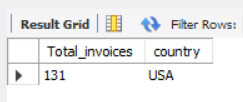 Result Grid Filter Rows:
Total_invoices country
131 USA